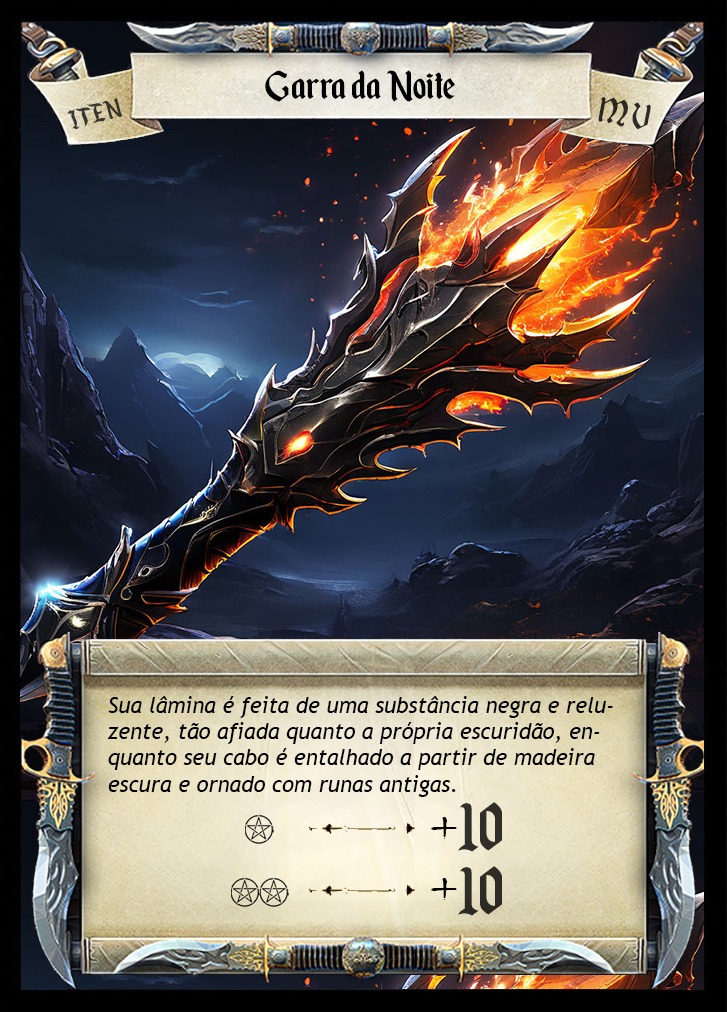 Garra da Noite
ITEN
MU
Sua lâmina é feita de uma substância negra e relu-
zente, tão afiada quanto a própria escuridão, en-
quanto seu cabo é entalhado a partir de madeira
escura e ornado com runas antigas.
+10
+10